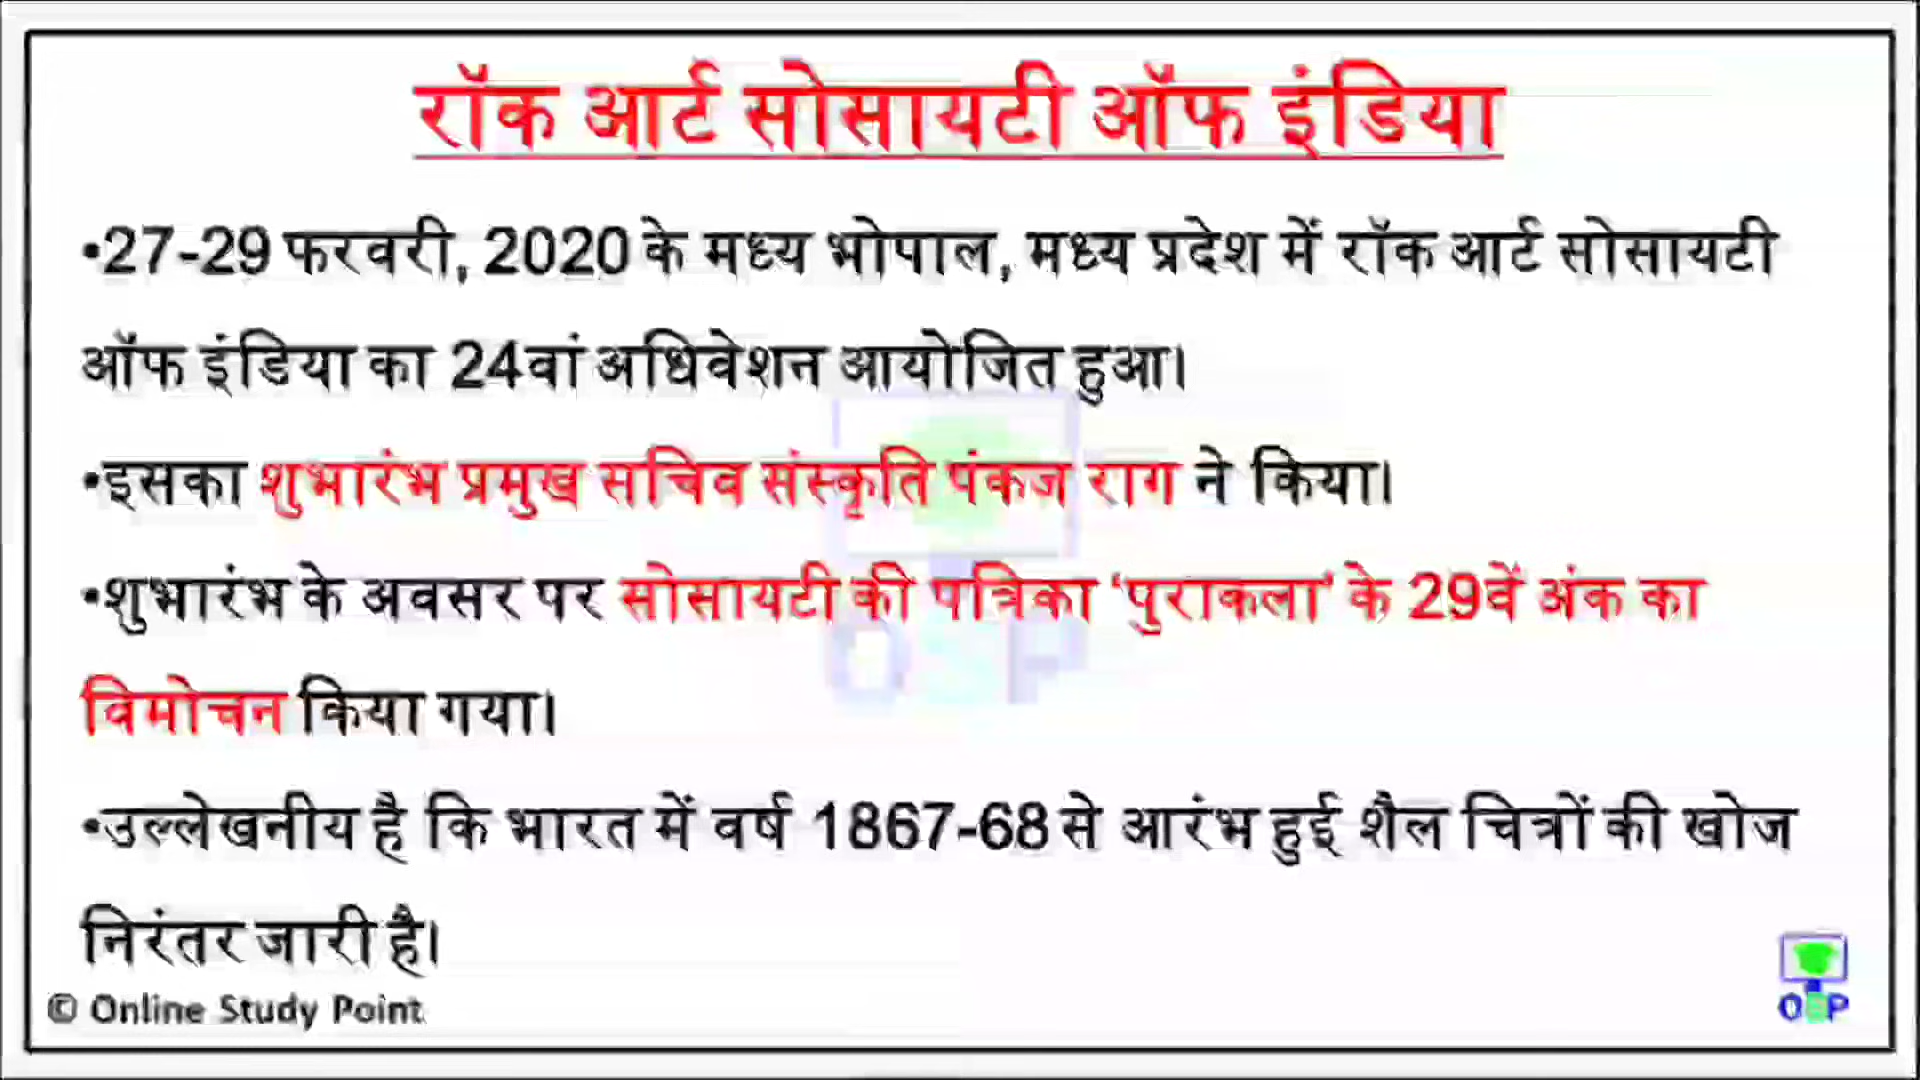 रॉक आर्ट सोसायटी ऑफ इंडिया
•27-29 फरवरी, 2020 के मध्य भोपाल, मध्य प्रदेश में रॉक आर्ट सोसायटी
ऑफ इंडिया का 24वां अधिवेशन आयोजित हुआ।
•इसका शुभारंभ प्रमुख सचिव संस्कृति पंकज राग ने किया।
•शुभारंभ के अवसर पर सोसायटी की पत्रिका ‘पुराकला’ के 29वें अंक का
विमोचन किया गया।
•उल्लेखनीय है कि भारत में वर्ष 1867-68 से आरंभ हुई शैल चित्रों की खोज
निरंतर जारी है।
© Online Study Point
OSP
OSP